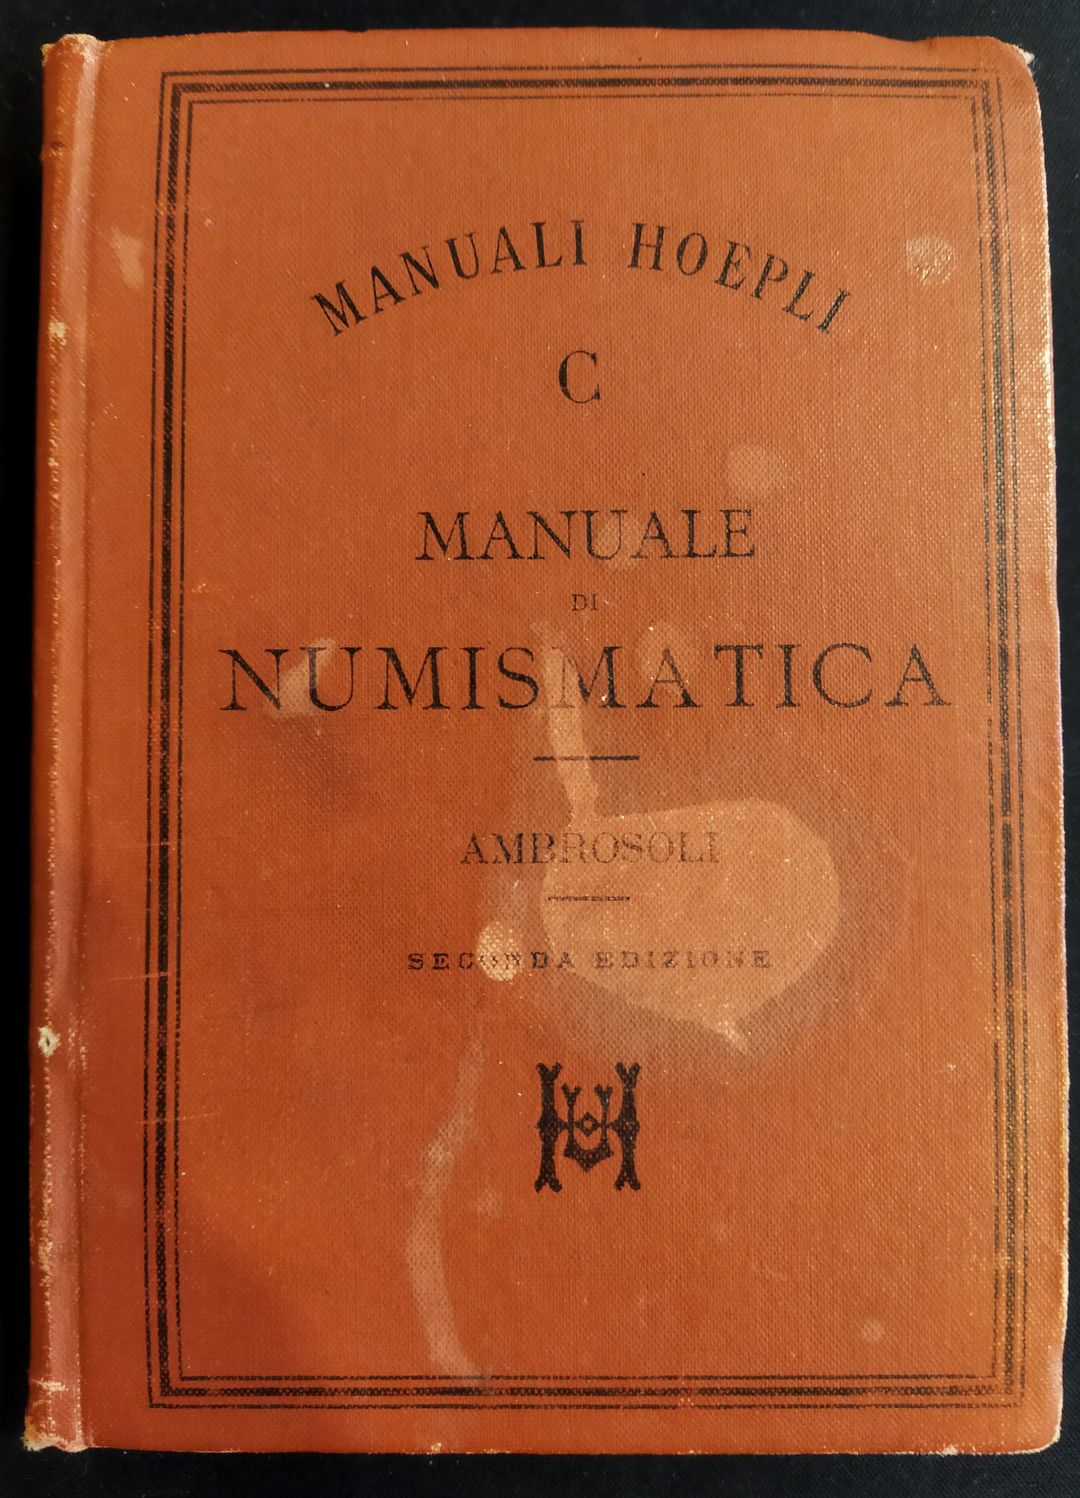 MANUALI HOEPLI
C
MANUALE
DI
NUMISMATICA
AMBROSOLI
SECONDA EDIZIONE